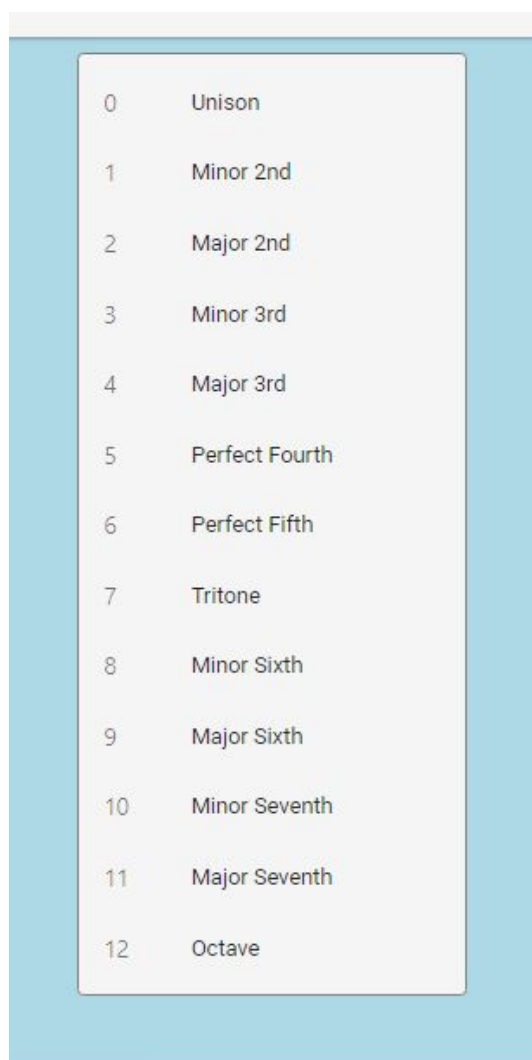 0 Unison
1 Minor 2nd
2 Major 2nd
3 Minor 3rd
4 Major 3rd
5 Perfect Fourth
6 Perfect Fifth
7 Tritone
8 Minor Sixth
9 Major Sixth
10 Minor Seventh
11 Major Seventh
12 Octave